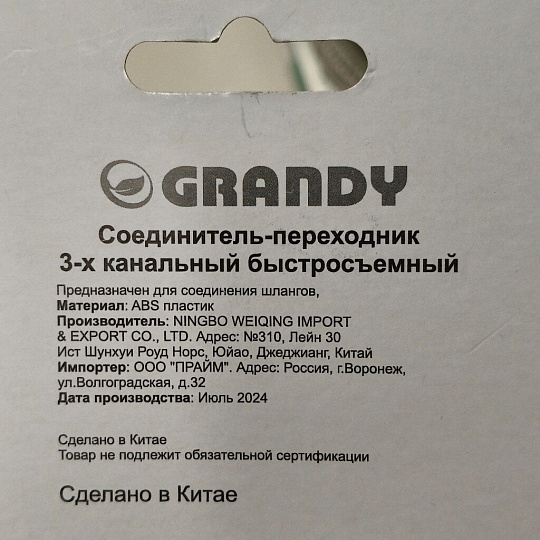 GRANDY
Соединитель-переходник
3-х канальный быстросъемный
Предназначен для соединения шлангов,
Материал: ABS пластик
Производитель: NINGBO WEIQING IMPORT
& EXPORT CO., LTD. Адрес: №310, Лейн 30
Ист Шунхуи Роуд Норс, Юйао, Джеджианг, Китай
Импортер: ООО "ПРАЙМ". Адрес: Россия, г.Воронеж,
ул.Волгоградская, д.32
Дата производства: Июль 2024
Сделано в Китае
Товар не подлежит обязательной сертификации
Сделано в Китае